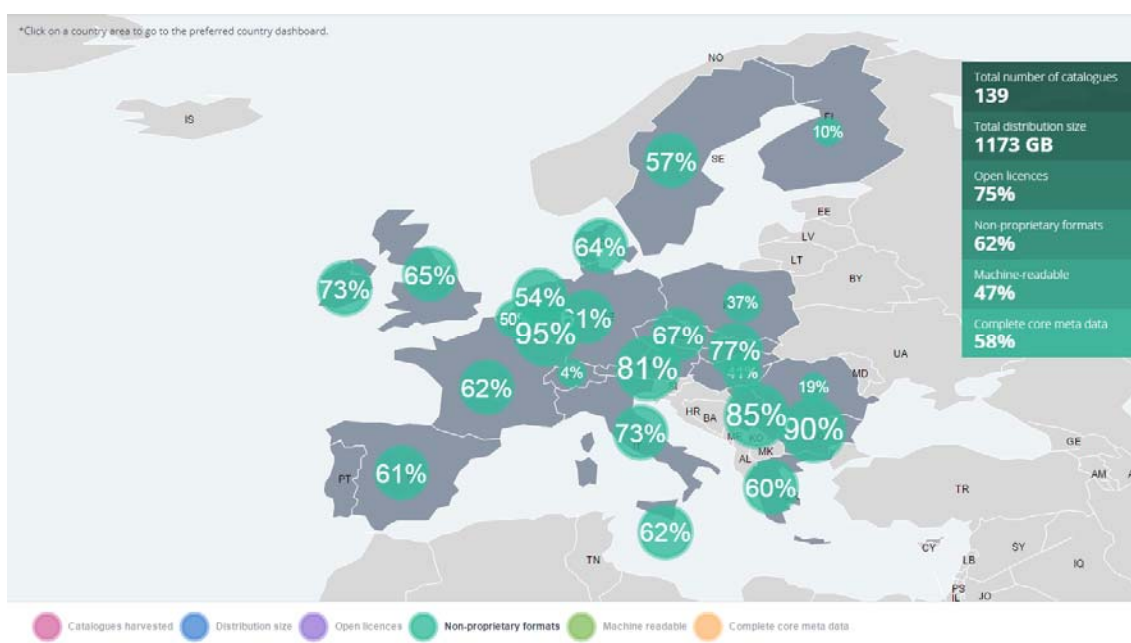 *Click on a country area to go to the preferred country dashboard.
NO
Total number of catalogues
139
Total distribution size
1173 GB
Open licences
75%
Non-proprietary formats
62%
Machine-readable
47%
Complete core meta data
58%
IS
10%
57%
SE
EE
LV
LT
BY
64%
65%
73%
54%
61%
95%
37%
67%
77%
UA
81%
4%
19%
MD
62%
HR
BA
85%
90%
73%
AL
MK
GE
AM
61%
PT
60%
TR
62%
TN
CY
SY
LB
IQ
PS
IL
JO
Catalogues harvested
Distribution size
Open licences
Non-proprietary formats
Machine readable
Complete core meta data